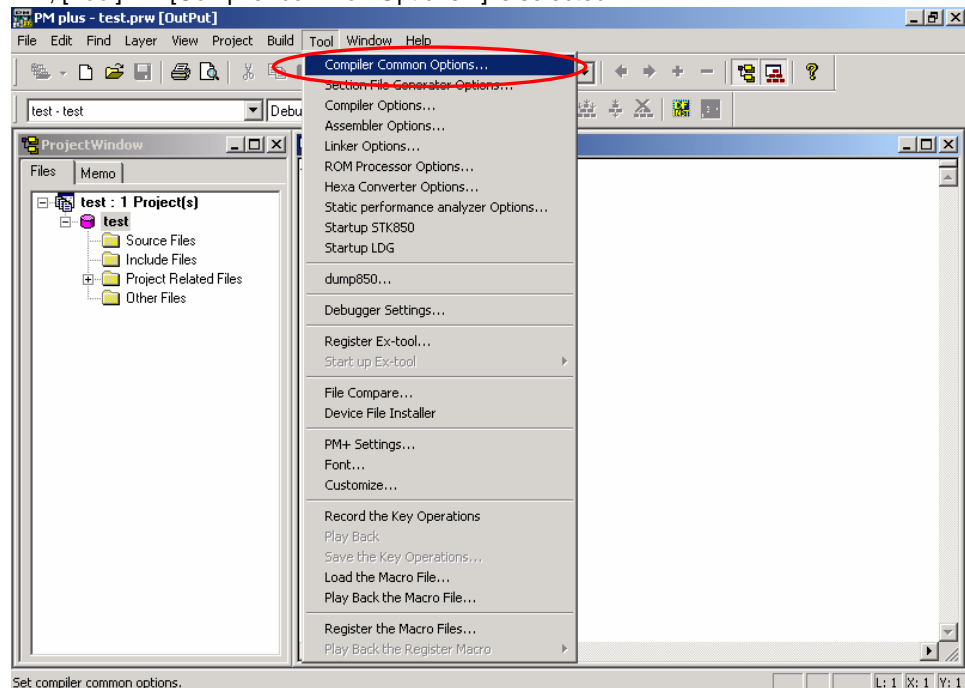 PM plus - test.prw [OutPut]
File Edit Find Layer View Project Build Tool Window Help
test - test
Debu
ProjectWindow
Files Memo
test : 1 Project(s)
test
Source Files
Include Files
Project Related Files
Other Files
Compiler Common Options...
Section File Generator Options...
Compiler Options...
Assembler Options...
Linker Options...
ROM Processor Options...
Hexa Converter Options...
Static performance analyzer Options...
Startup STK850
Startup LDG
dump850...
Debugger Settings...
Register Ex-tool...
Start up Ex-tool
File Compare...
Device File Installer
PM+ Settings...
Font...
Customize...
Record the Key Operations
Play Back
Save the Key Operations...
Load the Macro File...
Play Back the Macro File...
Register the Macro Files...
Play Back the Register Macro
Set compiler common options.
L: 1 X: 1 Y: 1